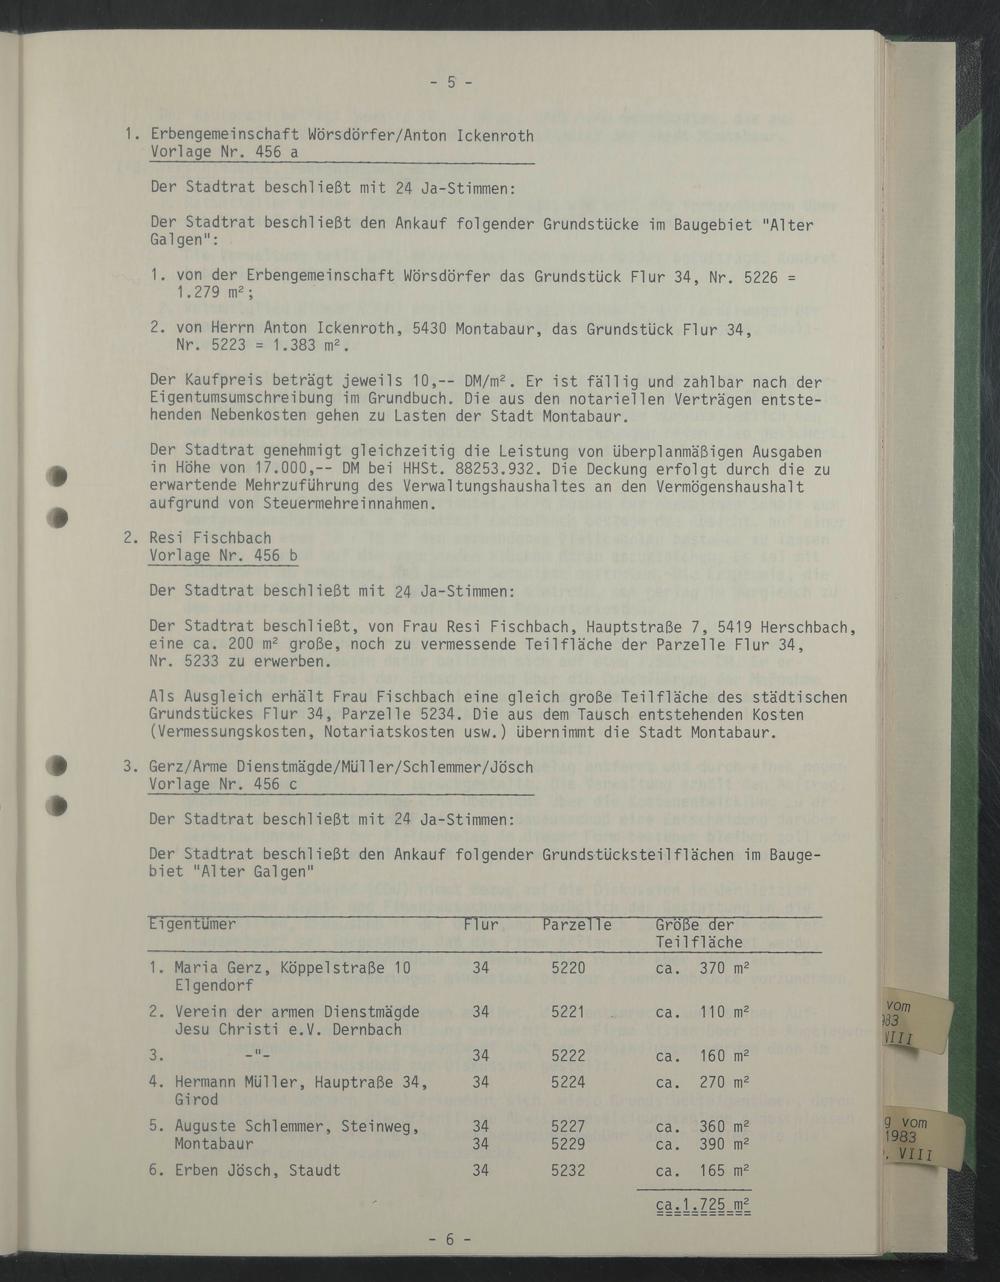 - 5 -
1. Erbengemeinschaft Wörsdörfer/Anton Ickenroth
Vorlage Nr. 456 a
Der Stadtrat beschließt mit 24 Ja-Stimmen:
Der Stadtrat beschließt den Ankauf folgender Grundstücke im Baugebiet "Alter
Galgen":
1. von der Erbengemeinschaft Wörsdörfer das Grundstück Flur 34, Nr. 5226 =
1.279 m²;
2. von Herrn Anton Ickenroth, 5430 Montabaur, das Grundstück Flur 34,
Nr. 5223 = 1.383 m².
Der Kaufpreis beträgt jeweils 10,-- DM/m². Er ist fällig und zahlbar nach der
Eigentumsumschreibung im Grundbuch. Die aus den notariellen Verträgen entste-
henden Nebenkosten gehen zu Lasten der Stadt Montabaur.
Der Stadtrat genehmigt gleichzeitig die Leistung von überplanmäßigen Ausgaben
in Höhe von 17.000,-- DM bei HHSt. 88253.932. Die Deckung erfolgt durch die zu
erwartende Mehrzuführung des Verwaltungshaushaltes an den Vermögenshaushalt
aufgrund von Steuermehreinnahmen.
2. Resi Fischbach
Vorlage Nr. 456 b
Der Stadtrat beschließt mit 24 Ja-Stimmen:
Der Stadtrat beschließt, von Frau Resi Fischbach, Hauptstraße 7, 5419 Herschbach,
eine ca. 200 m² große, noch zu vermessende Teilfläche der Parzelle Flur 34,
Nr. 5233 zu erwerben.
Als Ausgleich erhält Frau Fischbach eine gleich große Teilfläche des städtischen
Grundstückes Flur 34, Parzelle 5234. Die aus dem Tausch entstehenden Kosten
(Vermessungskosten, Notariatskosten usw.) übernimmt die Stadt Montabaur.
3. Gerz/Arme Dienstmägde/Müller/Schlemmer/Jösch
Vorlage Nr. 456 c
Der Stadtrat beschließt mit 24 Ja-Stimmen:
Der Stadtrat beschließt den Ankauf folgender Grundstücksteilflächen im Bauge-
biet "Alter Galgen"
Eigentümer Flur Parzelle Größe der
Teilfläche
1. Maria Gerz, Köppelstraße 10 34 5220 ca. 370 m²
Elgendorf
2. Verein der armen Dienstmägde 34 5221 ca. 110 m²
Jesu Christi e.V. Dernbach
3. -"- 34 5222 ca. 160 m²
4. Hermann Müller, Hauptraße 34, 34 5224 ca. 270 m²
Girod
5. Auguste Schlemmer, Steinweg, 34 5227 ca. 360 m²
Montabaur 34 5229 ca. 390 m²
6. Erben Jösch, Staudt 34 5232 ca. 165 m²
ca.1.725 m²
- 6 -
vom
983
VIII
g vom
1983
. VIII